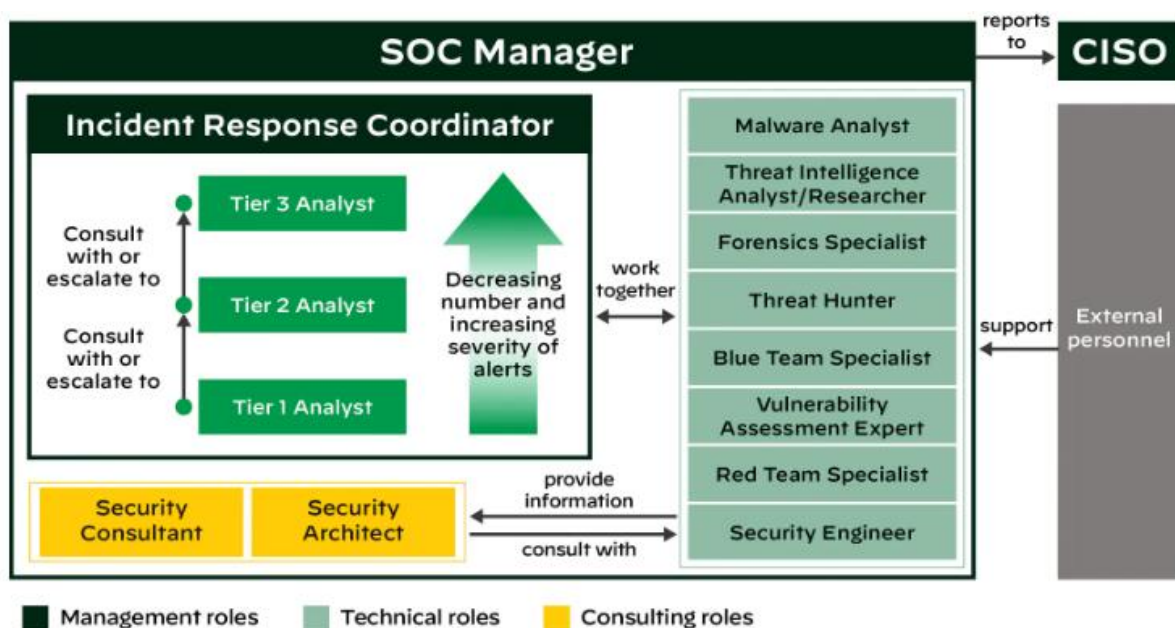 SOC Manager
reports
to
CISO
Incident Response Coordinator
Tier 3 Analyst
Consult
with or
escalate to
Tier 2 Analyst
Consult
with or
escalate to
Tier 1 Analyst
Decreasing
number and
increasing
severity of
alerts
work
together
Malware Analyst
Threat Intelligence
Analyst/Researcher
Forensics Specialist
Threat Hunter
Blue Team Specialist
Vulnerability
Assessment Expert
Red Team Specialist
Security Engineer
support
External
personnel
Security
Consultant
Security
Architect
provide
information
consult with
Management roles
Technical roles
Consulting roles